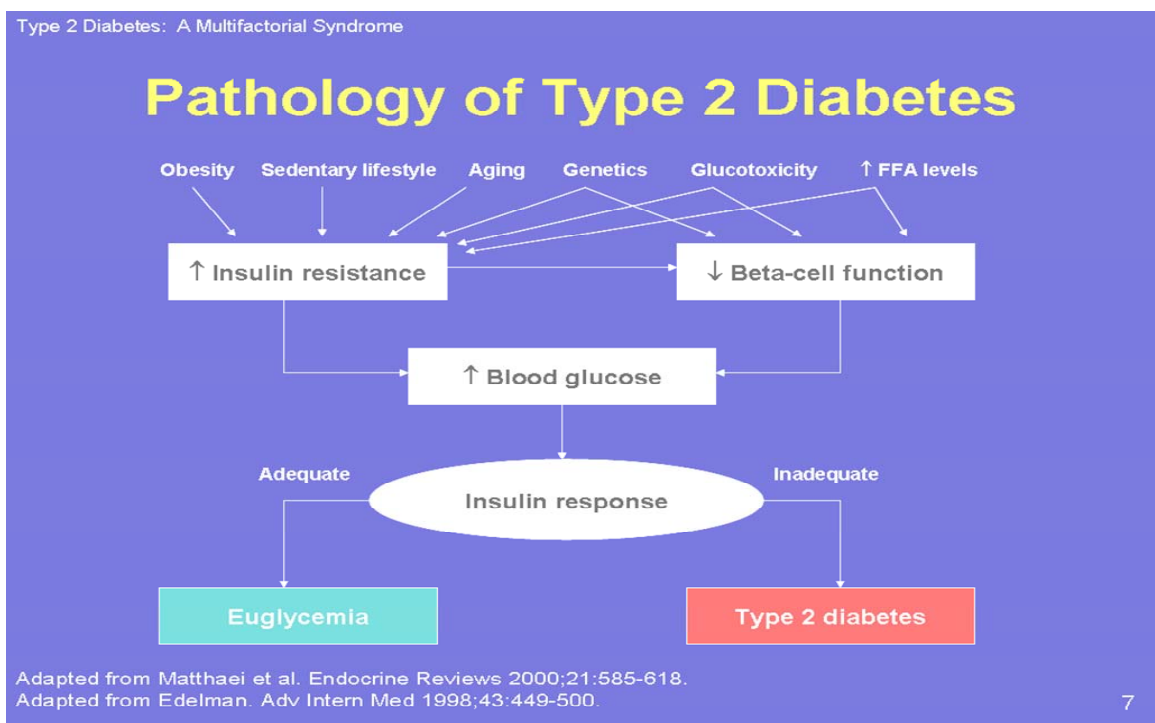 Type 2 Diabetes: A Multifactorial Syndrome
Pathology of Type 2 Diabetes
Obesity Sedentary lifestyle Aging Genetics Glucotoxicity ↑ FFA levels
↑ Insulin resistance ↓ Beta-cell function
↑ Blood glucose
Adequate Inadequate
Insulin response
Euglycemia Type 2 diabetes
Adapted from Matthaei et al. Endocrine Reviews 2000;21:585-618.
Adapted from Edelman. Adv Intern Med 1998;43:449-500.
7